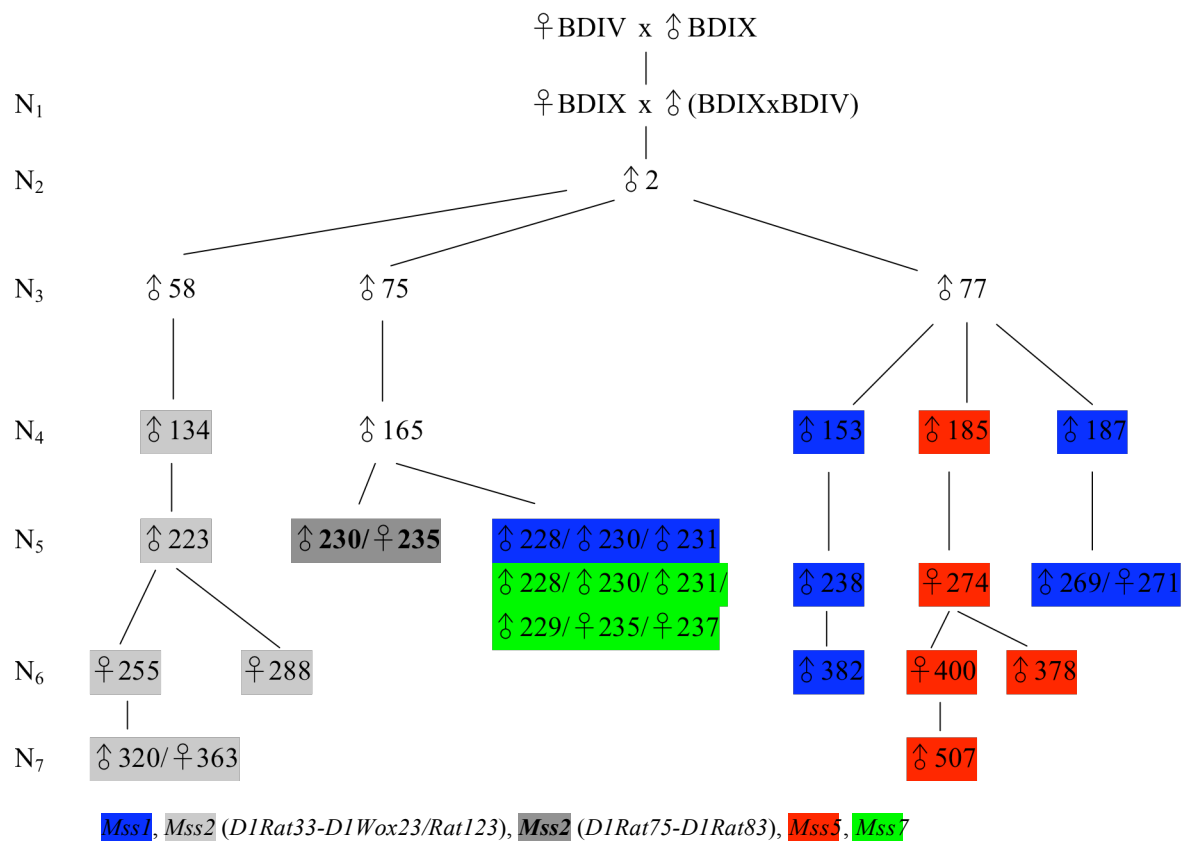 ♀BDIV x ♂BDIX
N₁ ♀BDIX x ♂(BDIXxBDIV)
N₂ ♂2
N₃ ♂58 ♂75 ♂77
N₄ ♂134 ♂165 ♂153 ♂185 ♂187
N₅ ♂223 ♂230/♀235 ♂228/♂230/♂231
♂228/♂230/♂231/ ♂238 ♀274 ♂269/♀271
♂229/♀235/♀237
N₆ ♀255 ♀288 ♂382 ♀400 ♂378
N₇ ♂320/♀363 ♂507
Mss1, Mss2 (D1Rat33-D1Wox23/Rat123), Mss2 (D1Rat75-D1Rat83), Mss5, Mss7